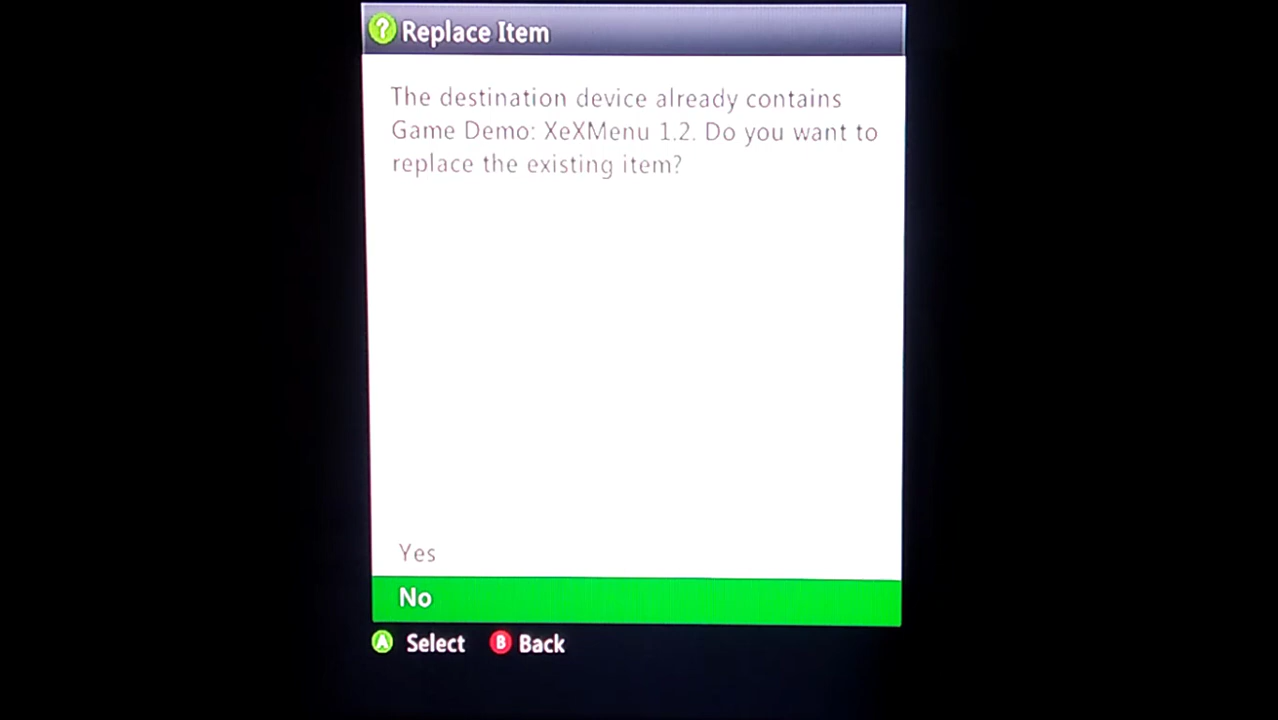 ? Replace Item
The destination device already contains
Game Demo: XeXMenu 1.2. Do you want to
replace the existing item?
Yes
No
A Select B Back